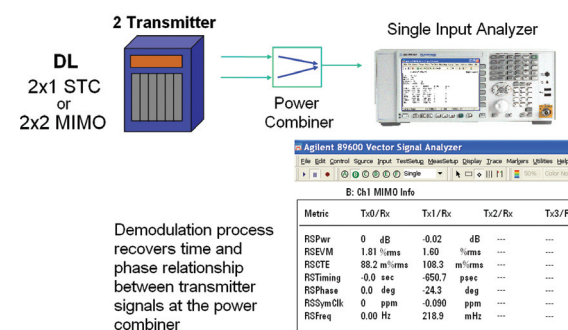 2 Transmitter
Single Input Analyzer
DL
2x1 STC
or
2x2 MIMO
Power
Combiner
Agilent 89600 Vector Signal Analyzer
File Edit Control Source Input TestSetup MeasSetup Display Trace Markers Utilities Help
Single 50%
B: Ch1 MIMO Info
Metric Tx0/Rx Tx1/Rx Tx2/Rx Tx3/R
RSPwr 0 dB -0.02 dB --- ---
RSEVM 1.81 %rms 1.60 %rms --- ---
RSCTE 88.2 m%rms 108.3 m%rms --- ---
RSTiming -0.0 sec -650.7 psec --- ---
RSPhase 0.0 deg -24.3 deg --- ---
RSSymClk 0 ppm -0.090 ppm --- ---
RSFreq 0.00 Hz 218.9 mHz --- ---
Demodulation process
recovers time and
phase relationship
between transmitter
signals at the power
combiner